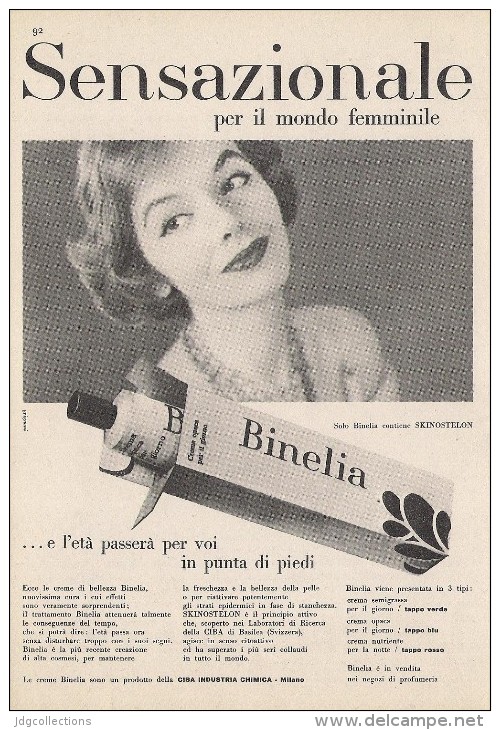 92
Sensazionale
per il mondo femminile
Solo Binelia contiene SKINOSTELON
B
giorno
Crema opaca
per il giorno
Binelia
...e l'età passerà per voi
in punta di piedi
Ecco le creme di bellezza Binelia,
nuovissima cura i cui effetti
sono veramente sorprendenti;
il trattamento Binelia attenuerà talmente
le conseguenze del tempo,
che si potrà dire: l'età passa ora
senza disturbare troppo con i suoi segni.
Binelia è la più recente creazione
di alta cosmesi, per mantenere
la freschezza e la bellezza della pelle
o per riattivare potentemente
gli strati epidermici in fase di stanchezza.
SKINOSTELON è il principio attivo
che, scoperto nei Laboratori di Ricerca
della CIBA di Basilea (Svizzera),
agisce in senso citoattivo
ed ha superato i più seri collaudi
in tutto il mondo.
Binelia viene presentata in 3 tipi:
crema semigrassa
per il giorno / tappo verde
crema opaca
per il giorno / tappo blu
crema nutriente
per la notte / tappo rosso
Binelia è in vendita
nei negozi di profumeria
Le creme Binelia sono un prodotto della CIBA INDUSTRIA CHIMICA - Milano
jdgcollections
www.delcampe.net